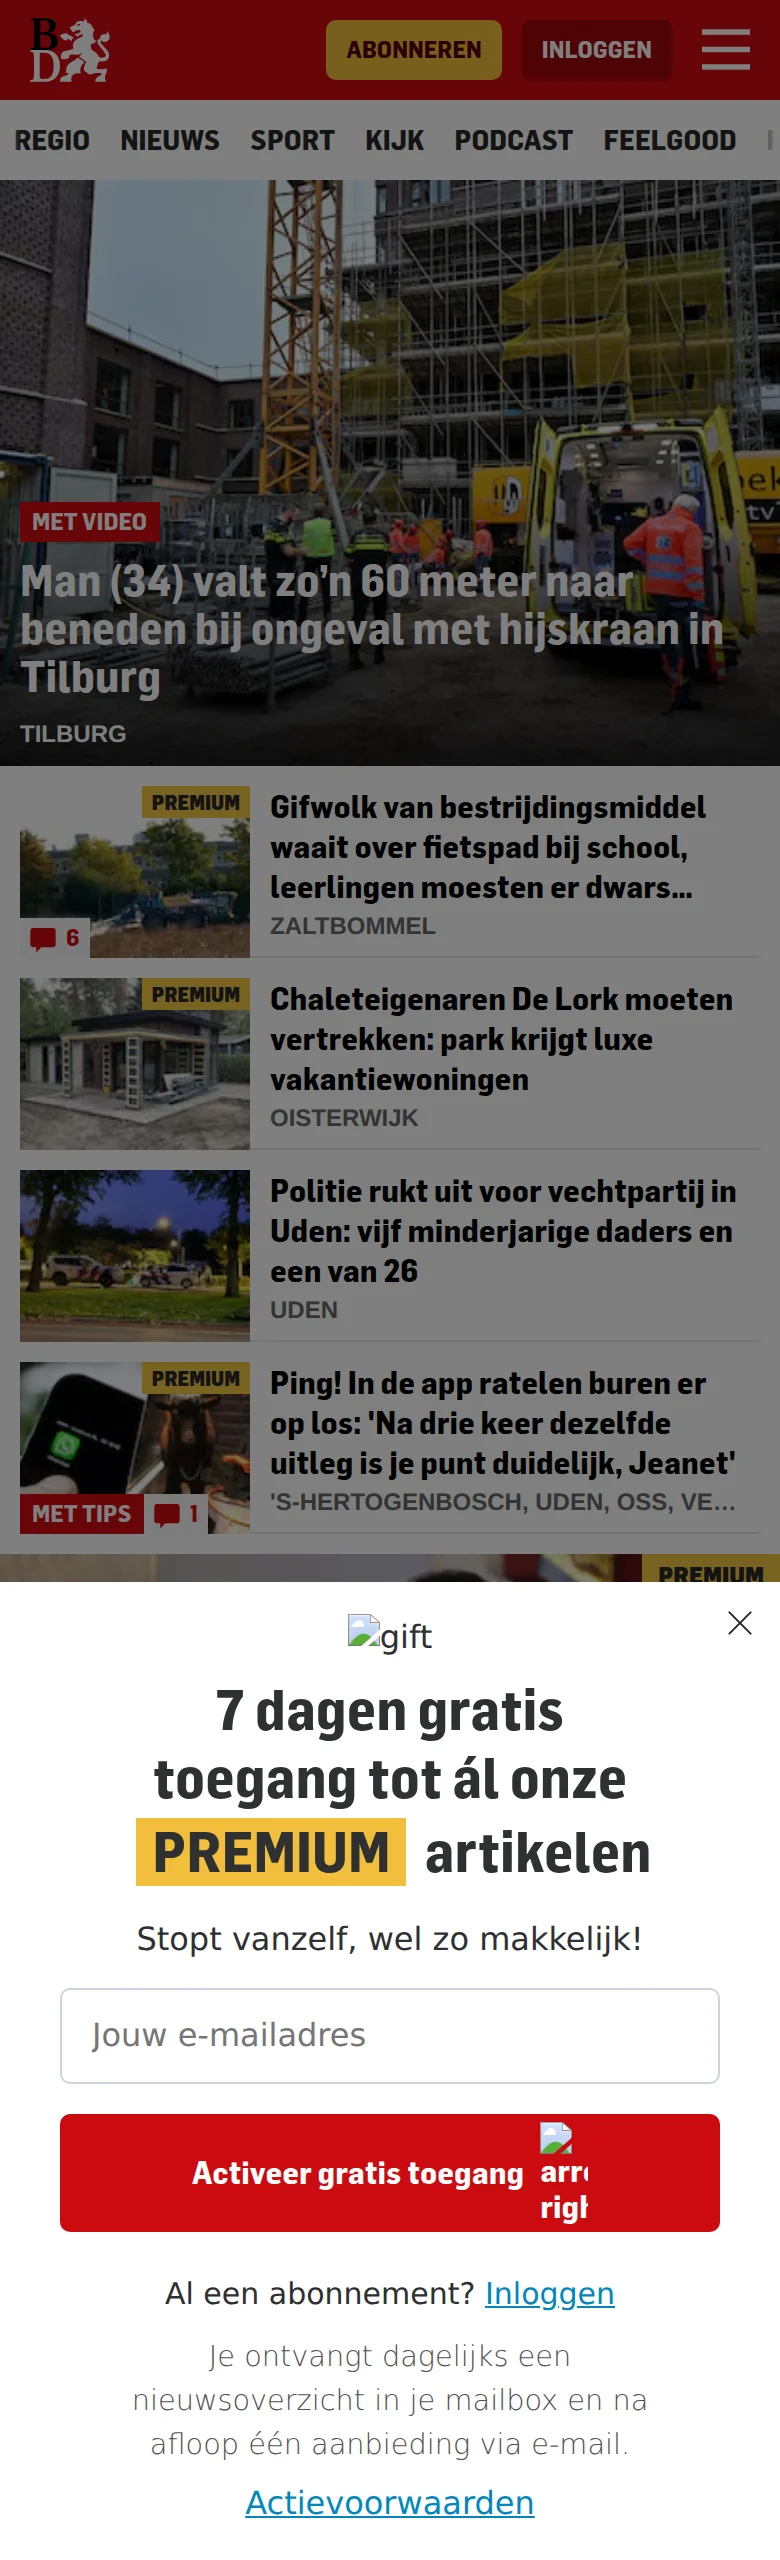 BD
ABONNEREN
INLOGGEN
REGIO NIEUWS SPORT KIJK PODCAST FEELGOOD
MET VIDEO
Man (34) valt zo’n 60 meter naar
beneden bij ongeval met hijskraan in
Tilburg
TILBURG
PREMIUM
6
Gifwolk van bestrijdingsmiddel
waait over fietspad bij school,
leerlingen moesten er dwars...
ZALTBOMMEL
PREMIUM
Chaleteigenaren De Lork moeten
vertrekken: park krijgt luxe
vakantiewoningen
OISTERWIJK
Politie rukt uit voor vechtpartij in
Uden: vijf minderjarige daders en
een van 26
UDEN
PREMIUM
MET TIPS
1
Ping! In de app ratelen buren er
op los: 'Na drie keer dezelfde
uitleg is je punt duidelijk, Jeanet'
'S-HERTOGENBOSCH, UDEN, OSS, VE...
PREMIUM
gift
7 dagen gratis
toegang tot ál onze
PREMIUM artikelen
Stopt vanzelf, wel zo makkelijk!
Jouw e-mailadres
Activeer gratis toegang
Al een abonnement? Inloggen
Je ontvangt dagelijks een
nieuwsoverzicht in je mailbox en na
afloop één aanbieding via e-mail.
Actievoorwaarden